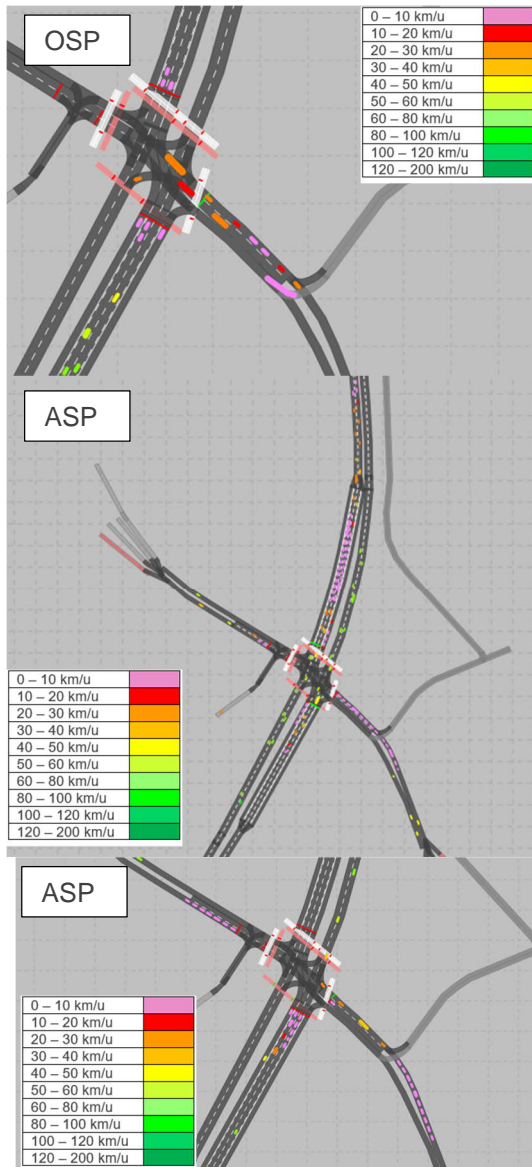 OSP
0 – 10 km/u
10 – 20 km/u
20 – 30 km/u
30 – 40 km/u
40 – 50 km/u
50 – 60 km/u
60 – 80 km/u
80 – 100 km/u
100 – 120 km/u
120 – 200 km/u
ASP
0 – 10 km/u
10 – 20 km/u
20 – 30 km/u
30 – 40 km/u
40 – 50 km/u
50 – 60 km/u
60 – 80 km/u
80 – 100 km/u
100 – 120 km/u
120 – 200 km/u
ASP
0 – 10 km/u
10 – 20 km/u
20 – 30 km/u
30 – 40 km/u
40 – 50 km/u
50 – 60 km/u
60 – 80 km/u
80 – 100 km/u
100 – 120 km/u
120 – 200 km/u